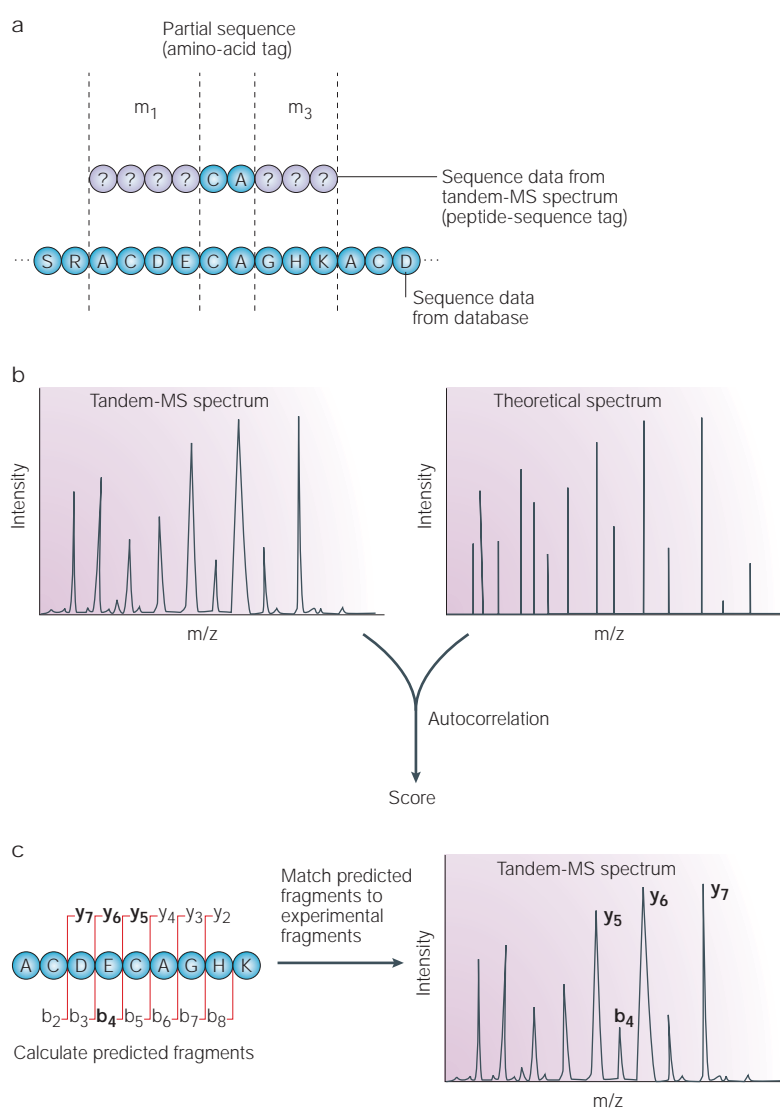 a
Partial sequence
(amino-acid tag)
m1 m3
? ? ? ? C A ? ? ?
Sequence data from
tandem-MS spectrum
(peptide-sequence tag)
... S R A C D E C A G H K A C D ...
Sequence data
from database
b
Tandem-MS spectrum
Intensity
m/z
Theoretical spectrum
Intensity
m/z
Autocorrelation
Score
c
y7 y6 y5 y4 y3 y2
A C D E C A G H K
b2 b3 b4 b5 b6 b7 b8
Calculate predicted fragments
Match predicted
fragments to
experimental
fragments
Tandem-MS spectrum
Intensity
y5 b4 y6 y7
m/z